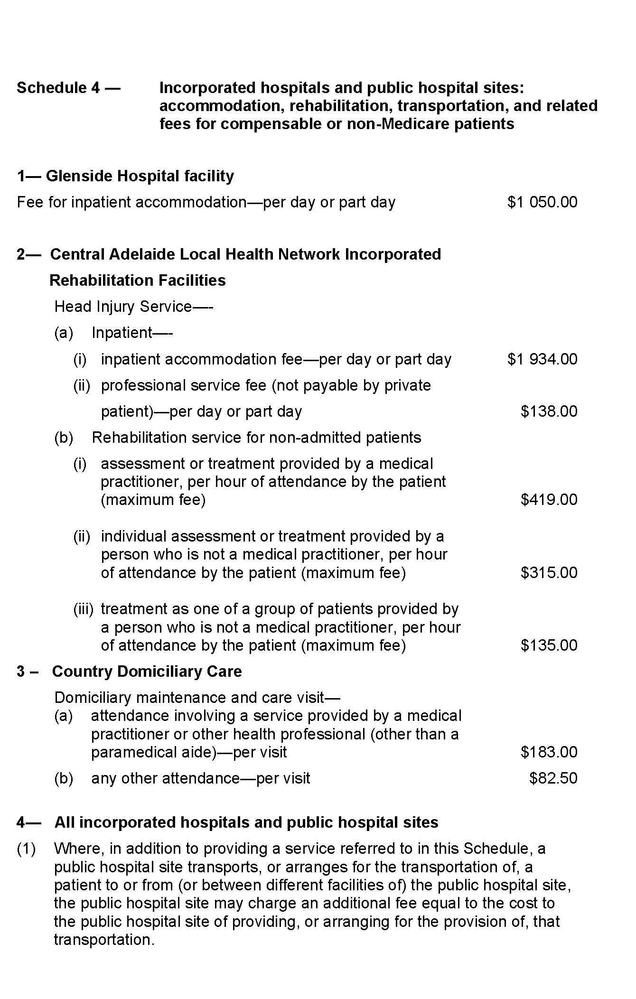 Schedule 4 — Incorporated hospitals and public hospital sites:
accommodation, rehabilitation, transportation, and related
fees for compensable or non-Medicare patients
1— Glenside Hospital facility
Fee for inpatient accommodation—per day or part day $1 050.00
2— Central Adelaide Local Health Network Incorporated
Rehabilitation Facilities
Head Injury Service—-
(a) Inpatient—-
(i) inpatient accommodation fee—per day or part day $1 934.00
(ii) professional service fee (not payable by private
patient)—per day or part day $138.00
(b) Rehabilitation service for non-admitted patients
(i) assessment or treatment provided by a medical
practitioner, per hour of attendance by the patient
(maximum fee) $419.00
(ii) individual assessment or treatment provided by a
person who is not a medical practitioner, per hour
of attendance by the patient (maximum fee) $315.00
(iii) treatment as one of a group of patients provided by
a person who is not a medical practitioner, per hour
of attendance by the patient (maximum fee) $135.00
3 – Country Domiciliary Care
Domiciliary maintenance and care visit—
(a) attendance involving a service provided by a medical
practitioner or other health professional (other than a
paramedical aide)—per visit $183.00
(b) any other attendance—per visit $82.50
4— All incorporated hospitals and public hospital sites
(1) Where, in addition to providing a service referred to in this Schedule, a
public hospital site transports, or arranges for the transportation of, a
patient to or from (or between different facilities of) the public hospital site,
the public hospital site may charge an additional fee equal to the cost to
the public hospital site of providing, or arranging for the provision of, that
transportation.